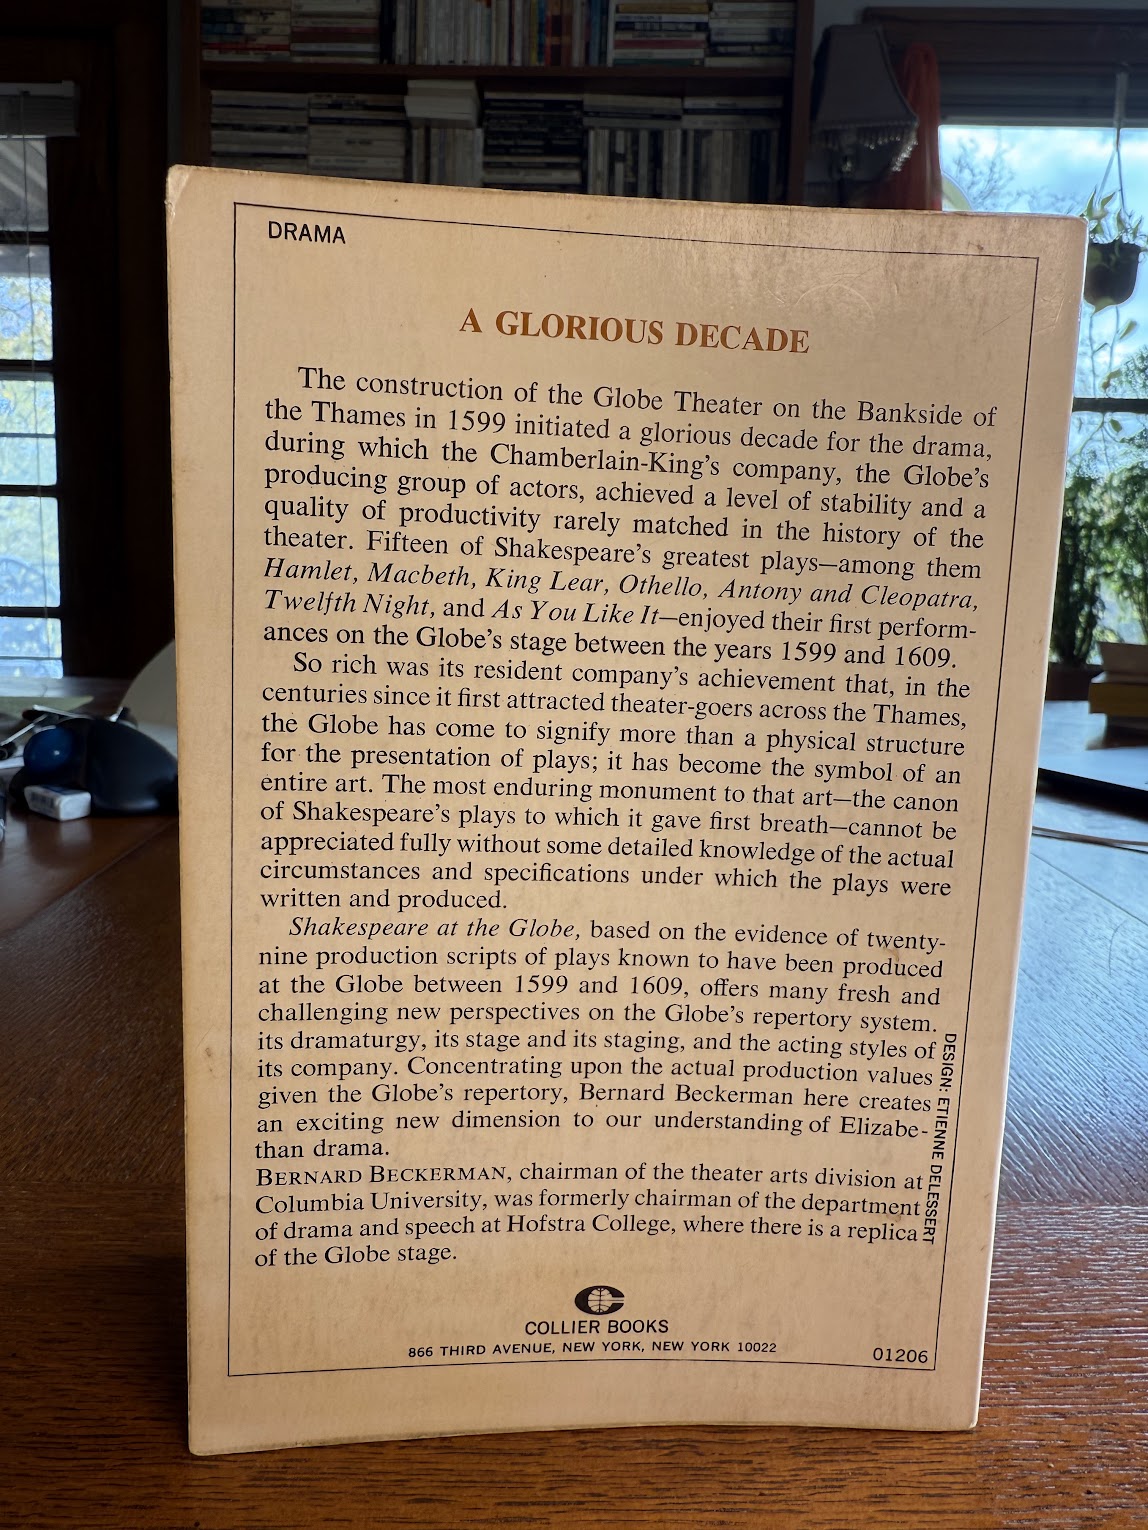 DRAMA
A GLORIOUS DECADE
The construction of the Globe Theater on the Bankside of
the Thames in 1599 initiated a glorious decade for the drama,
during which the Chamberlain-King's company, the Globe's
producing group of actors, achieved a level of stability and a
quality of productivity rarely matched in the history of the
theater. Fifteen of Shakespeare's greatest plays—among them
Hamlet, Macbeth, King Lear, Othello, Antony and Cleopatra,
Twelfth Night, and As You Like It—enjoyed their first perform-
ances on the Globe's stage between the years 1599 and 1609.
So rich was its resident company's achievement that, in the
centuries since it first attracted theater-goers across the Thames,
the Globe has come to signify more than a physical structure
for the presentation of plays; it has become the symbol of an
entire art. The most enduring monument to that art—the canon
of Shakespeare's plays to which it gave first breath—cannot be
appreciated fully without some detailed knowledge of the actual
circumstances and specifications under which the plays were
written and produced.
Shakespeare at the Globe, based on the evidence of twenty-
nine production scripts of plays known to have been produced
at the Globe between 1599 and 1609, offers many fresh and
challenging new perspectives on the Globe's repertory system.
its dramaturgy, its stage and its staging, and the acting styles of
its company. Concentrating upon the actual production values
given the Globe's repertory, Bernard Beckerman here creates
an exciting new dimension to our understanding of Elizabe-
than drama.
BERNARD BECKERMAN, chairman of the theater arts division at
Columbia University, was formerly chairman of the department
of drama and speech at Hofstra College, where there is a replica
of the Globe stage.
DESIGN: ETIENNE DELESSERT
COLLIER BOOKS
866 THIRD AVENUE, NEW YORK, NEW YORK 10022
01206